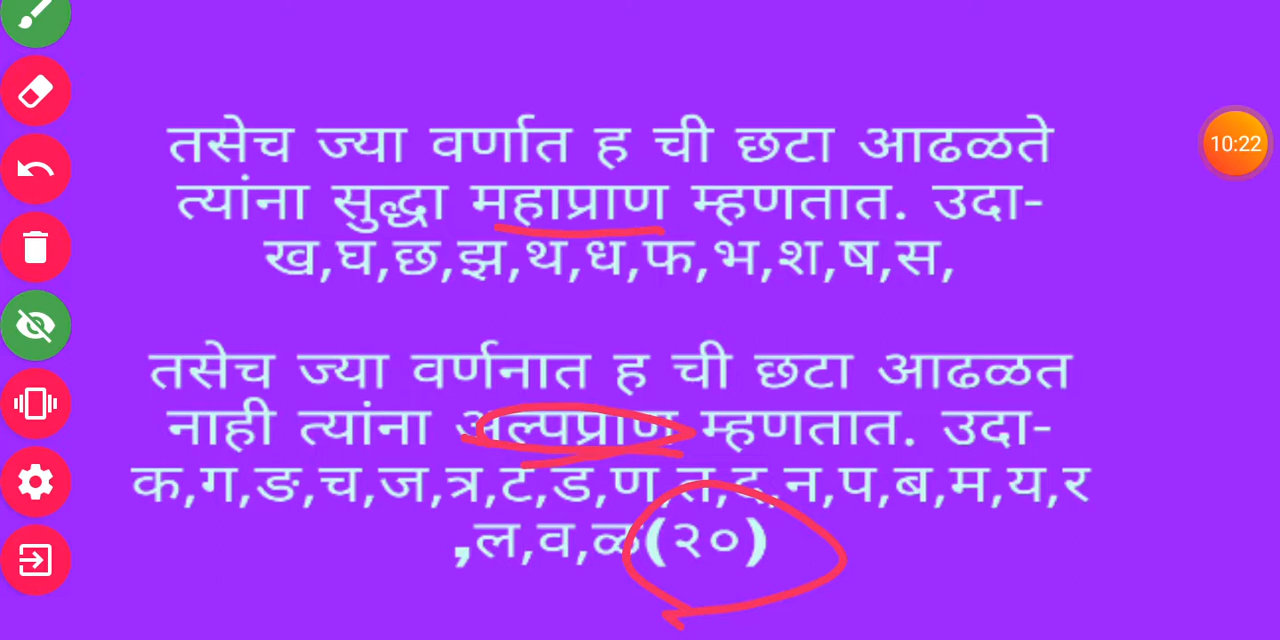 तसेच ज्या वर्णात ह ची छटा आढळते
त्यांना सुद्धा महाप्राण म्हणतात. उदा-
ख,घ,छ,झ,थ,ध,फ,भ,श,ष,स,
तसेच ज्या वर्णनात ह ची छटा आढळत
नाही त्यांना अल्पप्राण म्हणतात. उदा-
क,ग,ङ,च,ज,त्र,ट,ड,ण,त,द,न,प,ब,म,य,र
,ल,व,ळ(२०)
10:22